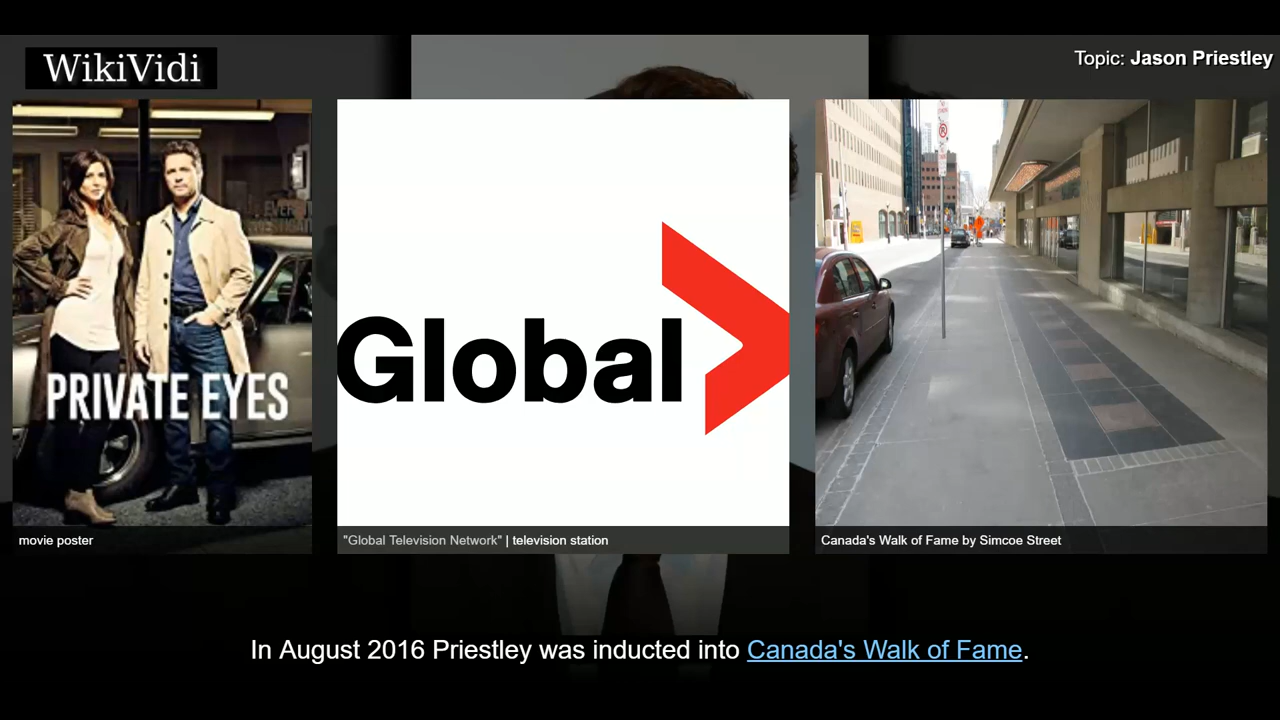 WikiVidi
Topic: Jason Priestley
PRIVATE EYES
Global
movie poster
"Global Television Network" | television station
Canada's Walk of Fame by Simcoe Street
In August 2016 Priestley was inducted into Canada's Walk of Fame.